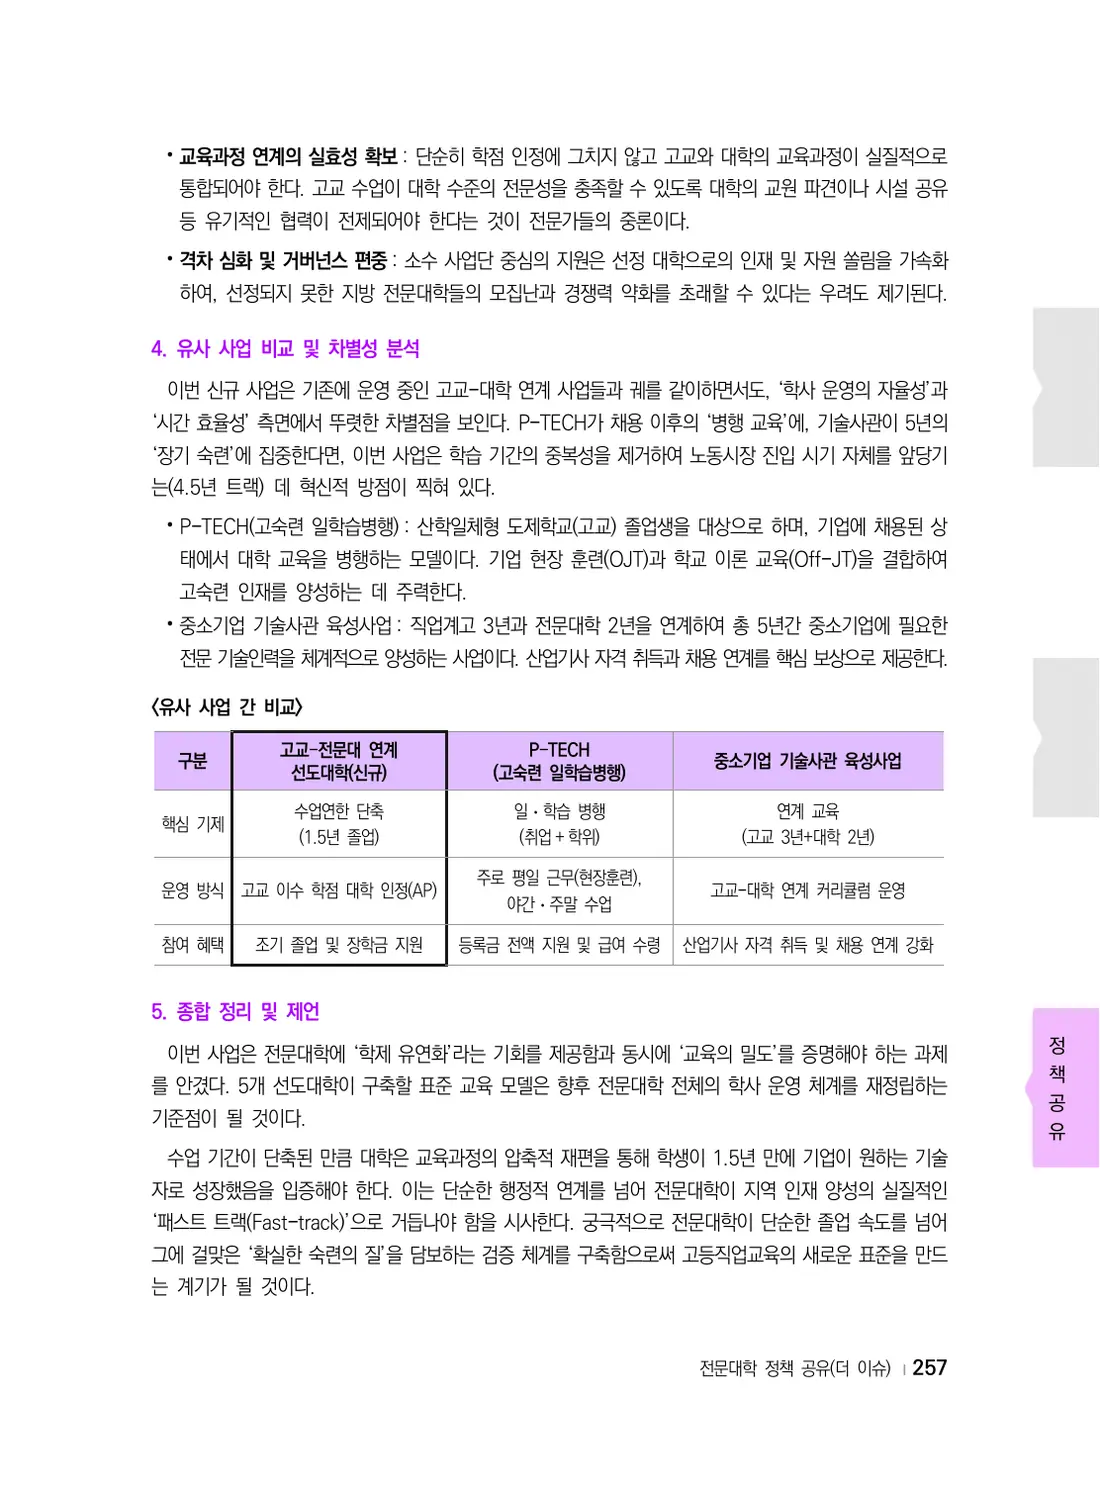 • 교육과정 연계의 실효성 확보 : 단순히 학점 인정에 그치지 않고 고교와 대학의 교육과정이 실질적으로
통합되어야 한다. 고교 수업이 대학 수준의 전문성을 충족할 수 있도록 대학의 교원 파견이나 시설 공유
등 유기적인 협력이 전제되어야 한다는 것이 전문가들의 중론이다.
• 격차 심화 및 거버넌스 편중 : 소수 사업단 중심의 지원은 선정 대학으로의 인재 및 자원 쏠림을 가속화
하여, 선정되지 못한 지방 전문대학들의 모집난과 경쟁력 약화를 초래할 수 있다는 우려도 제기된다.
4. 유사 사업 비교 및 차별성 분석
이번 신규 사업은 기존에 운영 중인 고교-대학 연계 사업들과 궤를 같이하면서도, ‘학사 운영의 자율성’과
‘시간 효율성’ 측면에서 뚜렷한 차별점을 보인다. P-TECH가 채용 이후의 ‘병행 교육’에, 기술사관이 5년의
‘장기 숙련’에 집중한다면, 이번 사업은 학습 기간의 중복성을 제거하여 노동시장 진입 시기 자체를 앞당기
는(4.5년 트랙) 데 혁신적 방점이 찍혀 있다.
• P-TECH(고숙련 일학습병행) : 산학일체형 도제학교(고교) 졸업생을 대상으로 하며, 기업에 채용된 상
태에서 대학 교육을 병행하는 모델이다. 기업 현장 훈련(OJT)과 학교 이론 교육(Off-JT)을 결합하여
고숙련 인재를 양성하는 데 주력한다.
• 중소기업 기술사관 육성사업 : 직업계고 3년과 전문대학 2년을 연계하여 총 5년간 중소기업에 필요한
전문 기술인력을 체계적으로 양성하는 사업이다. 산업기사 자격 취득과 채용 연계를 핵심 보상으로 제공한다.
〈유사 사업 간 비교〉
구분 고교-전문대 연계 선도대학(신규) P-TECH (고숙련 일학습병행) 중소기업 기술사관 육성사업
핵심 기제 수업연한 단축 (1.5년 졸업) 일·학습 병행 (취업+학위) 연계 교육 (고교 3년+대학 2년)
운영 방식 고교 이수 학점 대학 인정(AP) 주로 평일 근무(현장훈련), 야간·주말 수업 고교-대학 연계 커리큘럼 운영
참여 혜택 조기 졸업 및 장학금 지원 등록금 전액 지원 및 급여 수령 산업기사 자격 취득 및 채용 연계 강화
5. 종합 정리 및 제언
이번 사업은 전문대학에 ‘학제 유연화’라는 기회를 제공함과 동시에 ‘교육의 밀도’를 증명해야 하는 과제
를 안겼다. 5개 선도대학이 구축할 표준 교육 모델은 향후 전문대학 전체의 학사 운영 체계를 재정립하는
기준점이 될 것이다.
수업 기간이 단축된 만큼 대학은 교육과정의 압축적 재편을 통해 학생이 1.5년 만에 기업이 원하는 기술
자로 성장했음을 입증해야 한다. 이는 단순한 행정적 연계를 넘어 전문대학이 지역 인재 양성의 실질적인
‘패스트 트랙(Fast-track)’으로 거듭나야 함을 시사한다. 궁극적으로 전문대학이 단순한 졸업 속도를 넘어
그에 걸맞은 ‘확실한 숙련의 질’을 담보하는 검증 체계를 구축함으로써 고등직업교육의 새로운 표준을 만드
는 계기가 될 것이다.
정책공유
전문대학 정책 공유(더 이슈) | 257